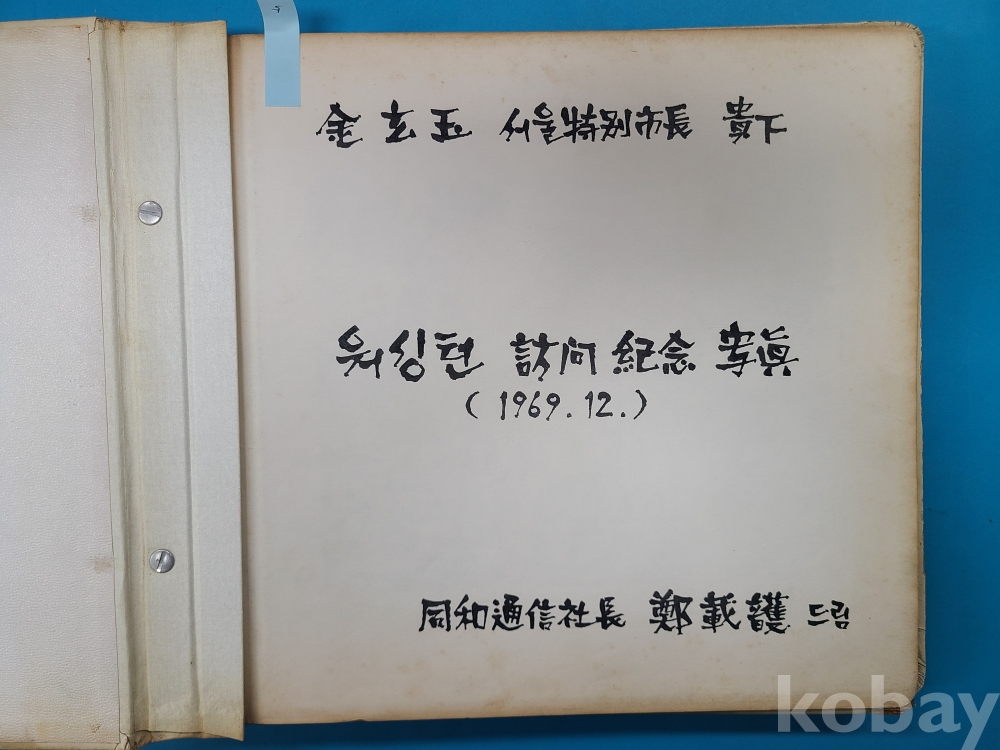 金玄玉 서울特別市長 貴下
워싱턴 訪問 紀念 寫眞
( 1969. 12. )
同和通信社長 鄭載護 드림
kobay